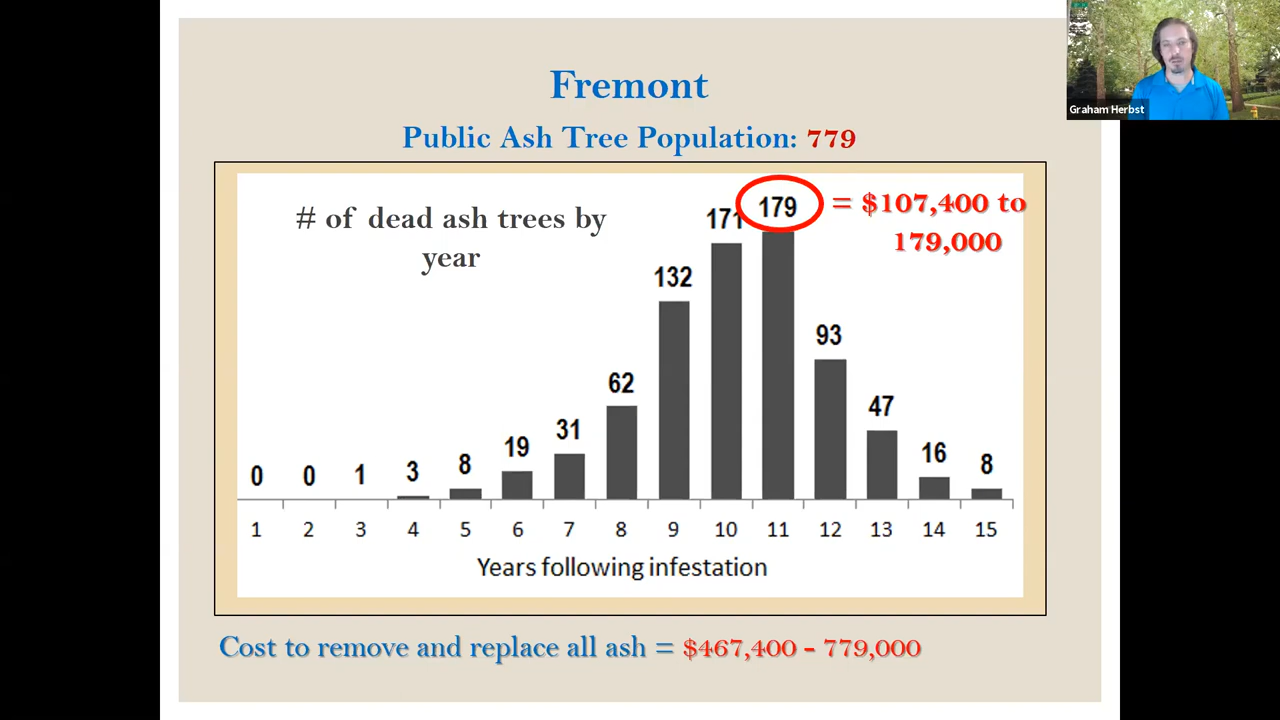 Graham Herbst
Fremont
Public Ash Tree Population: 779
# of dead ash trees by
year
= $107,400 to
179,000
0 0 1 3 8 19 31 62 132 171 179 93 47 16 8
1 2 3 4 5 6 7 8 9 10 11 12 13 14 15
Years following infestation
Cost to remove and replace all ash = $467,400 - 779,000